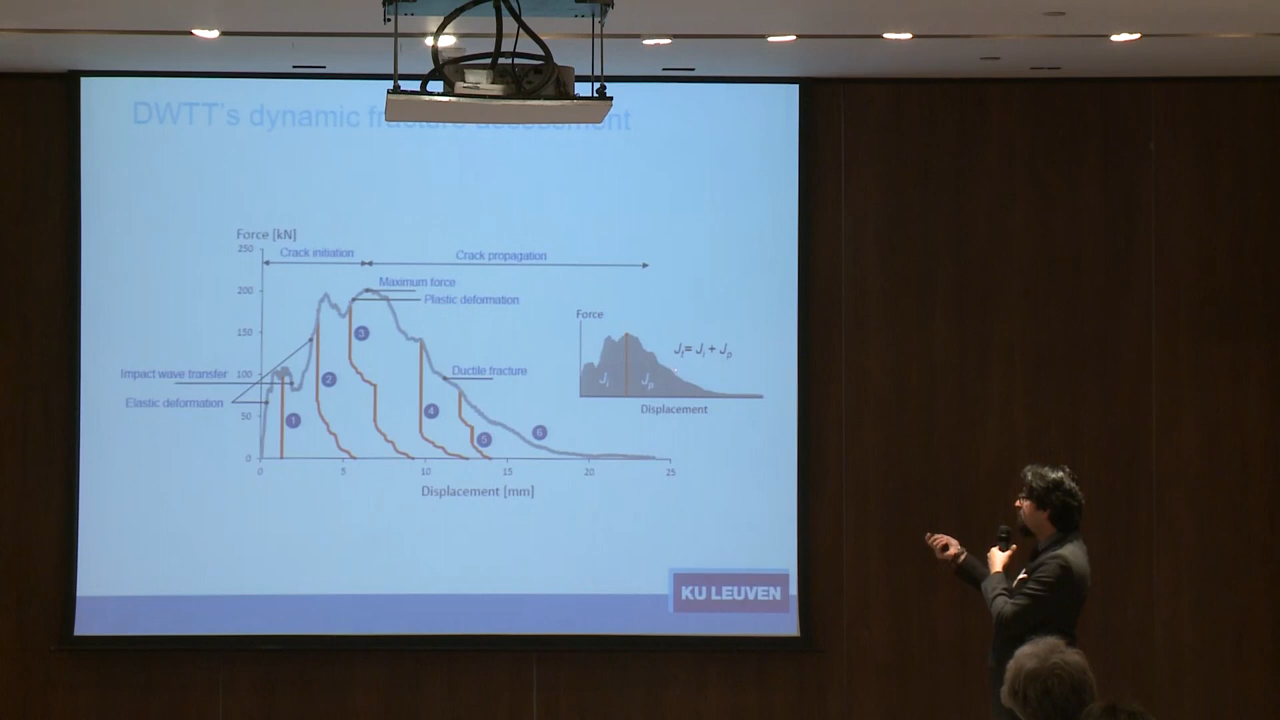 DWTT's dynamic fracture assessment
Force [kN]
250
200
150
100
50
0
Crack initiation
Crack propagation
Maximum force
Plastic deformation
Impact wave transfer
Elastic deformation
Ductile fracture
1
2
3
4
5
6
0 5 10 15 20 25
Displacement [mm]
Force
Jt= Ji + Jp
Ji
Jp
Displacement
KU LEUVEN